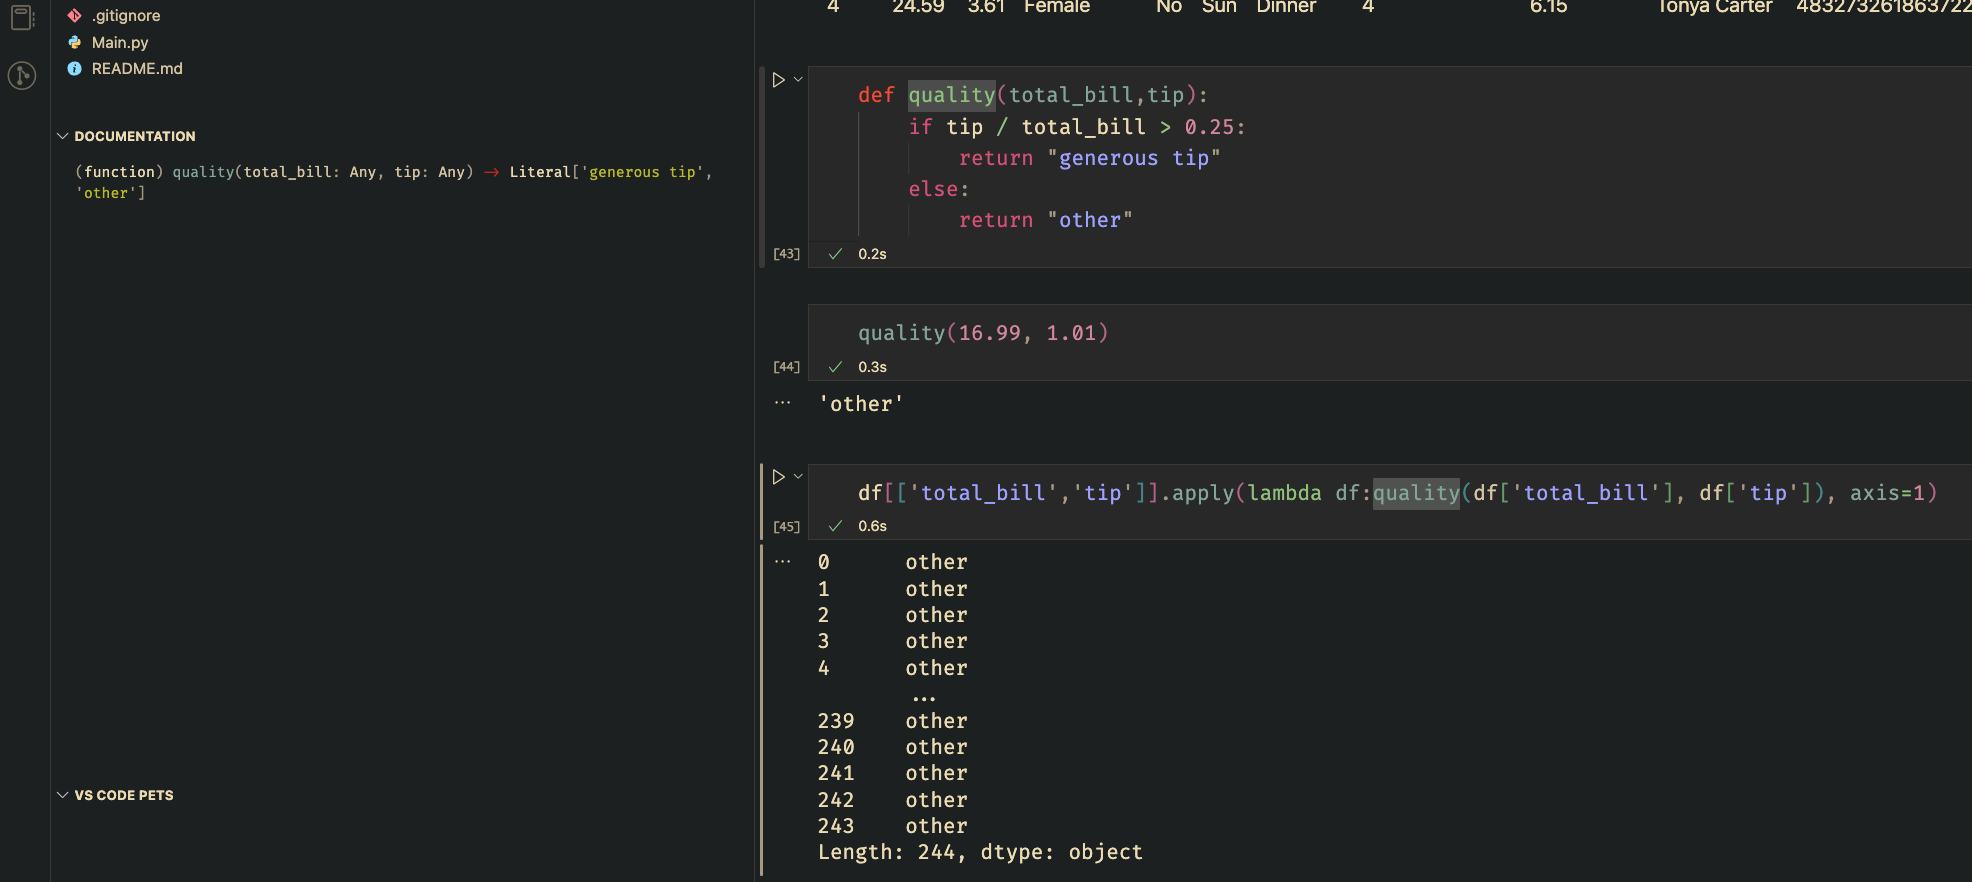 .gitignore
Main.py
README.md
DOCUMENTATION
(function) quality(total_bill: Any, tip: Any) → Literal['generous tip',
'other']
VS CODE PETS
4 24.59 3.61 Female No Sun Dinner 4 6.15 Tonya Carter 4832732618637221
def quality(total_bill,tip):
if tip / total_bill > 0.25:
return "generous tip"
else:
return "other"
[43] ✓ 0.2s
quality(16.99, 1.01)
[44] ✓ 0.3s
... 'other'
df[['total_bill','tip']].apply(lambda df:quality(df['total_bill'], df['tip']), axis=1)
[45] ✓ 0.6s
... 0 other
1 other
2 other
3 other
4 other
...
239 other
240 other
241 other
242 other
243 other
Length: 244, dtype: object